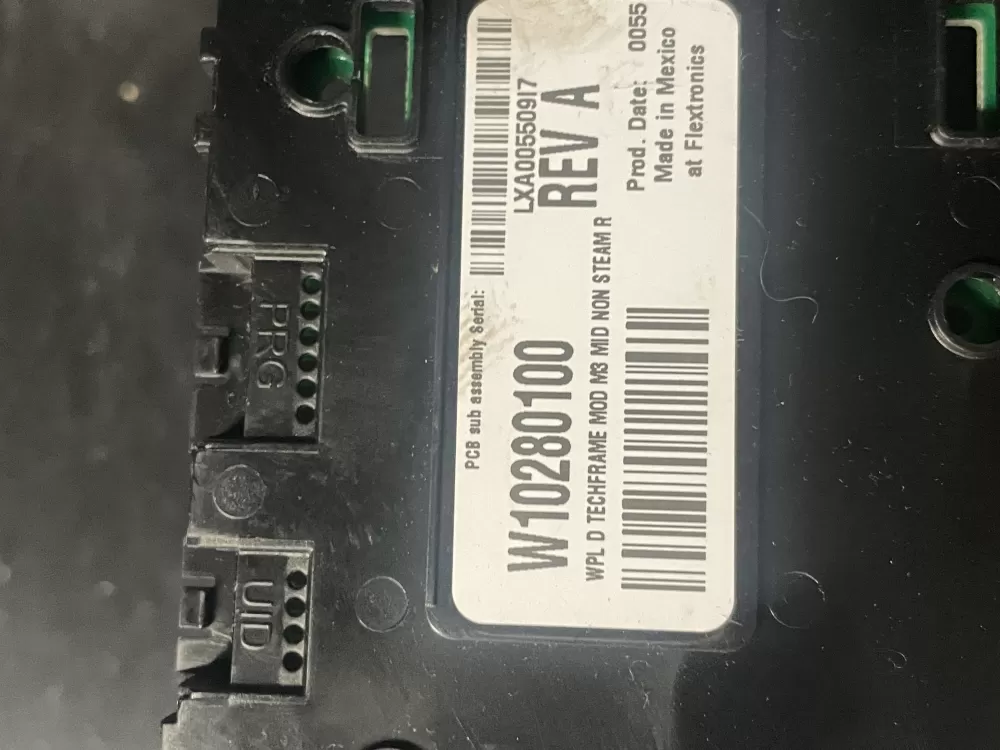 PCB sub assembly Serial:
LXA00550917
W10280100 REV A
WPL D TECHFRAME MOD M3 MID NON STEAM R
Prod. Date: 0055
Made in Mexico
at Flextronics
PRG
UID